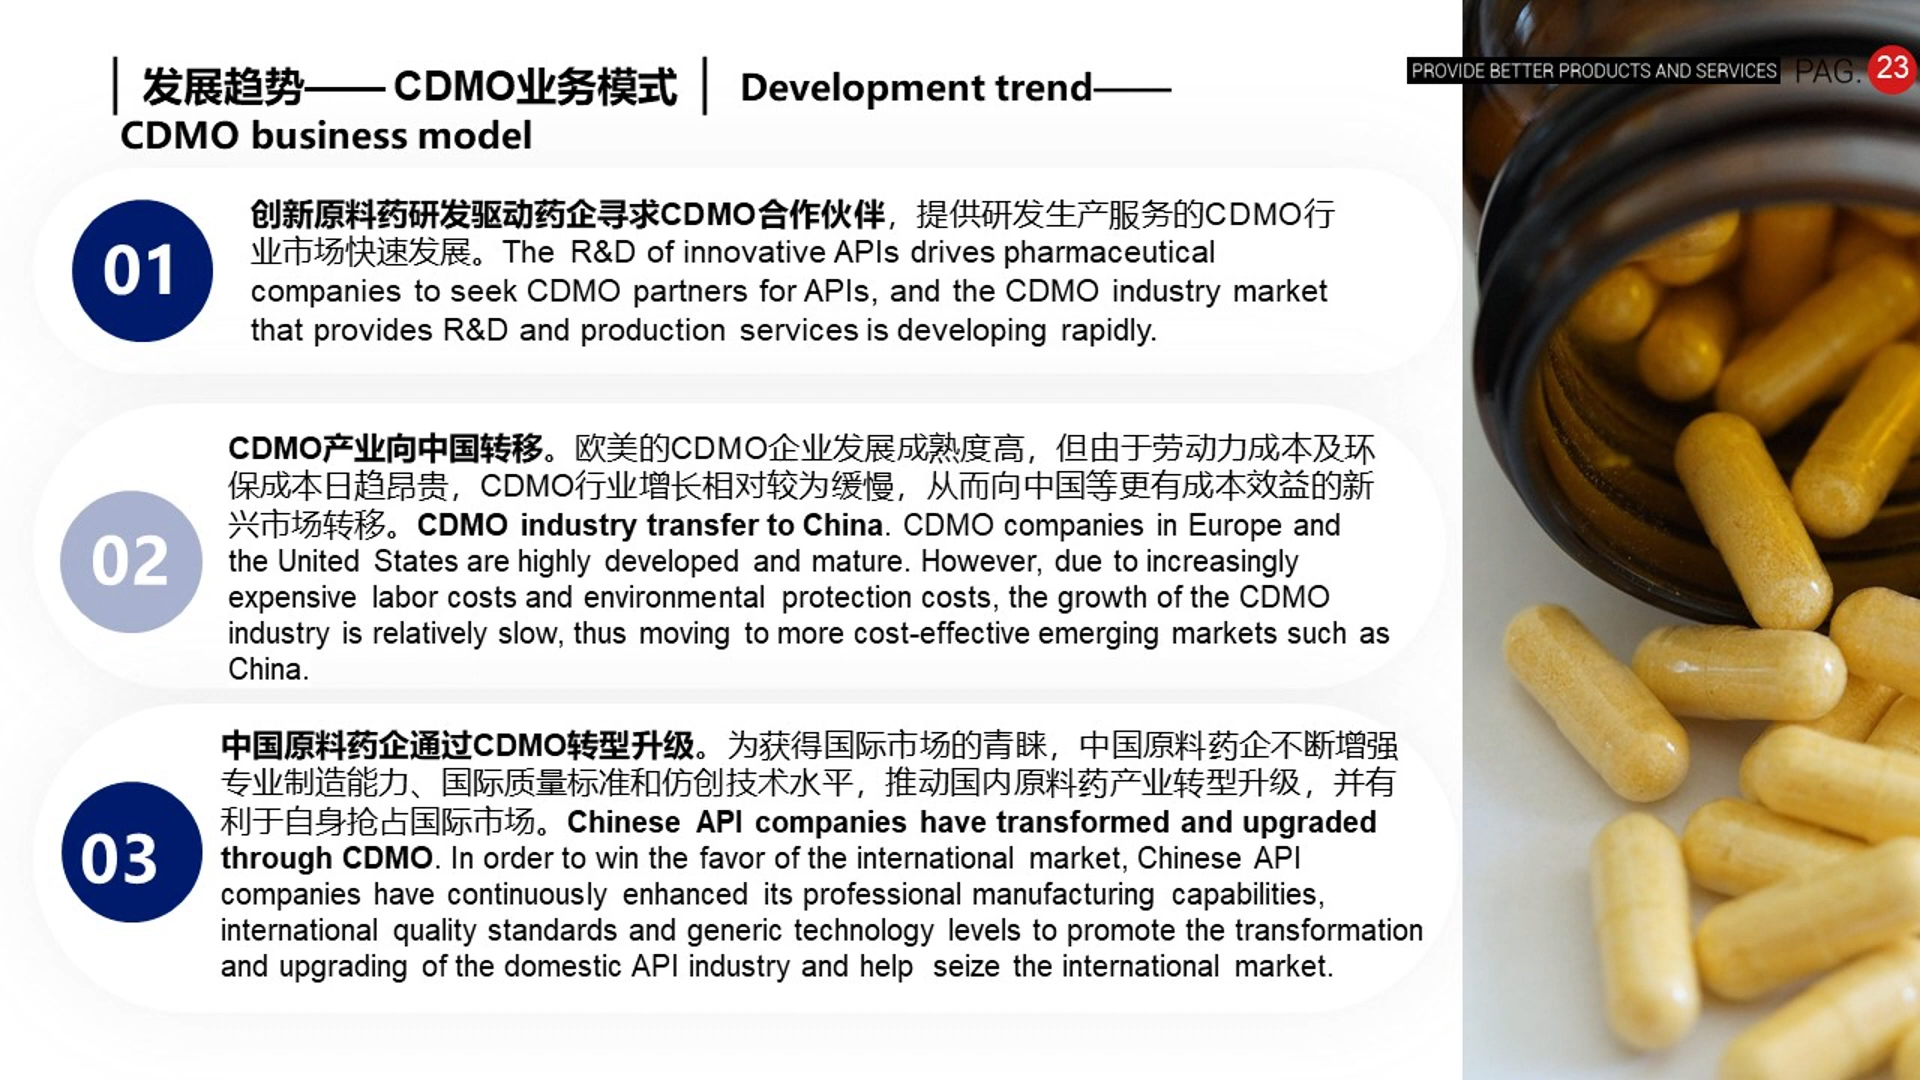 发展趋势—— CDMO业务模式 │ Development trend——
CDMO business model
PROVIDE BETTER PRODUCTS AND SERVICES PAG. 23
01
创新原料药研发驱动药企寻求CDMO合作伙伴，提供研发生产服务的CDMO行
业市场快速发展。The R&D of innovative APIs drives pharmaceutical
companies to seek CDMO partners for APIs, and the CDMO industry market
that provides R&D and production services is developing rapidly.
02
CDMO产业向中国转移。欧美的CDMO企业发展成熟度高，但由于劳动力成本及环
保成本日趋昂贵，CDMO行业增长相对较为缓慢，从而向中国等更有成本效益的新
兴市场转移。CDMO industry transfer to China. CDMO companies in Europe and
the United States are highly developed and mature. However, due to increasingly
expensive labor costs and environmental protection costs, the growth of the CDMO
industry is relatively slow, thus moving to more cost-effective emerging markets such as
China.
03
中国原料药企通过CDMO转型升级。为获得国际市场的青睐，中国原料药企不断增强
专业制造能力、国际质量标准和仿创技术水平，推动国内原料药产业转型升级，并有
利于自身抢占国际市场。Chinese API companies have transformed and upgraded
through CDMO. In order to win the favor of the international market, Chinese API
companies have continuously enhanced its professional manufacturing capabilities,
international quality standards and generic technology levels to promote the transformation
and upgrading of the domestic API industry and help seize the international market.